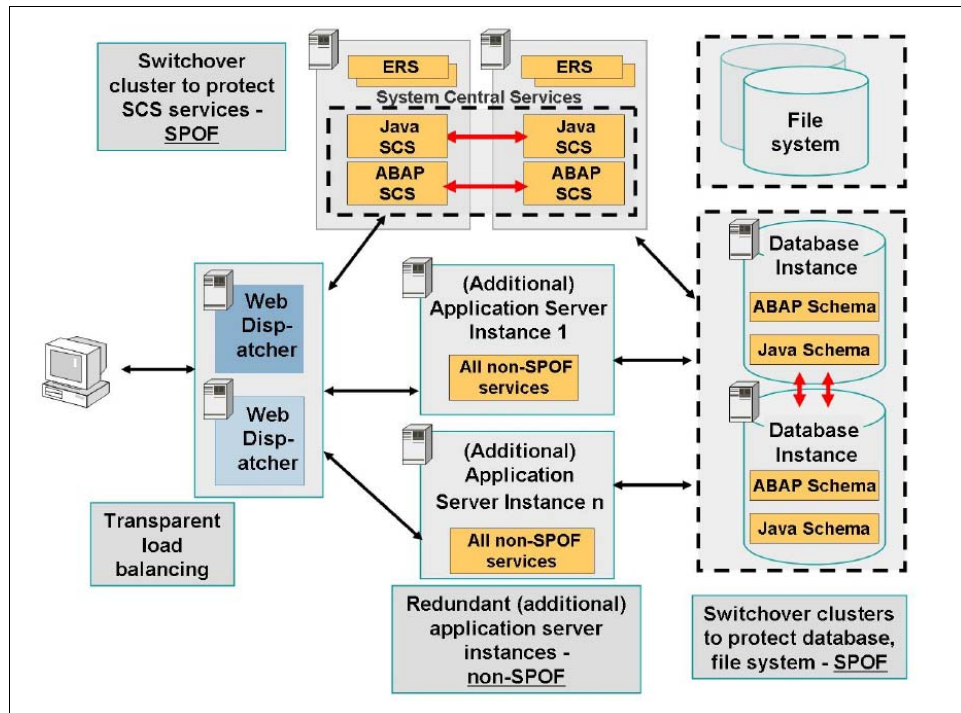 Switchover
cluster to protect
SCS services -
SPOF
ERS
ERS
System Central Services
Java
SCS
Java
SCS
ABAP
SCS
ABAP
SCS
File
system
Web
Disp-
atcher
Web
Disp-
atcher
Transparent
load
balancing
(Additional)
Application Server
Instance 1
All non-SPOF
services
(Additional)
Application
Server Instance n
All non-SPOF
services
Redundant (additional)
application server
instances -
non-SPOF
Database
Instance
ABAP Schema
Java Schema
Database
Instance
ABAP Schema
Java Schema
Switchover clusters
to protect database,
file system - SPOF